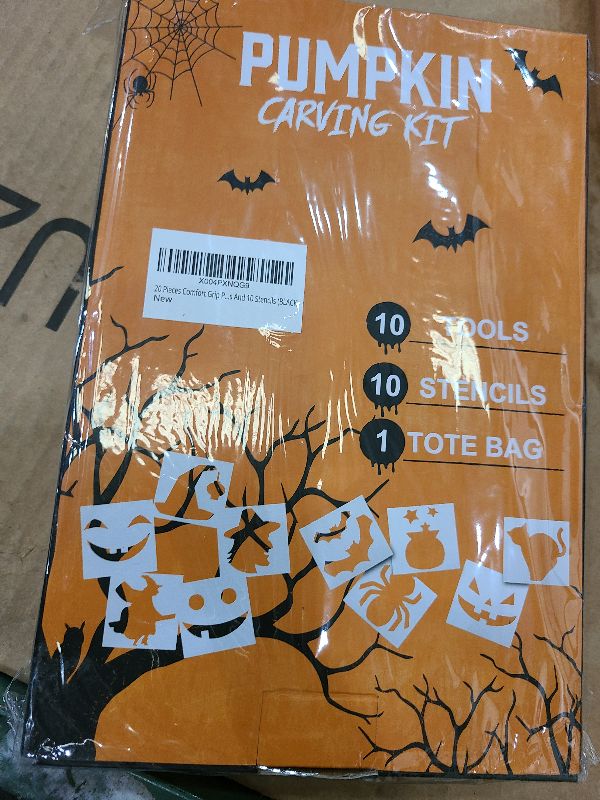 PUMPKIN
CARVING KIT
X004PXNQG9
20 Pieces Comfort Grip Plus And 10 Stencils (BLACK
New
10 TOOLS
10 STENCILS
1 TOTE BAG